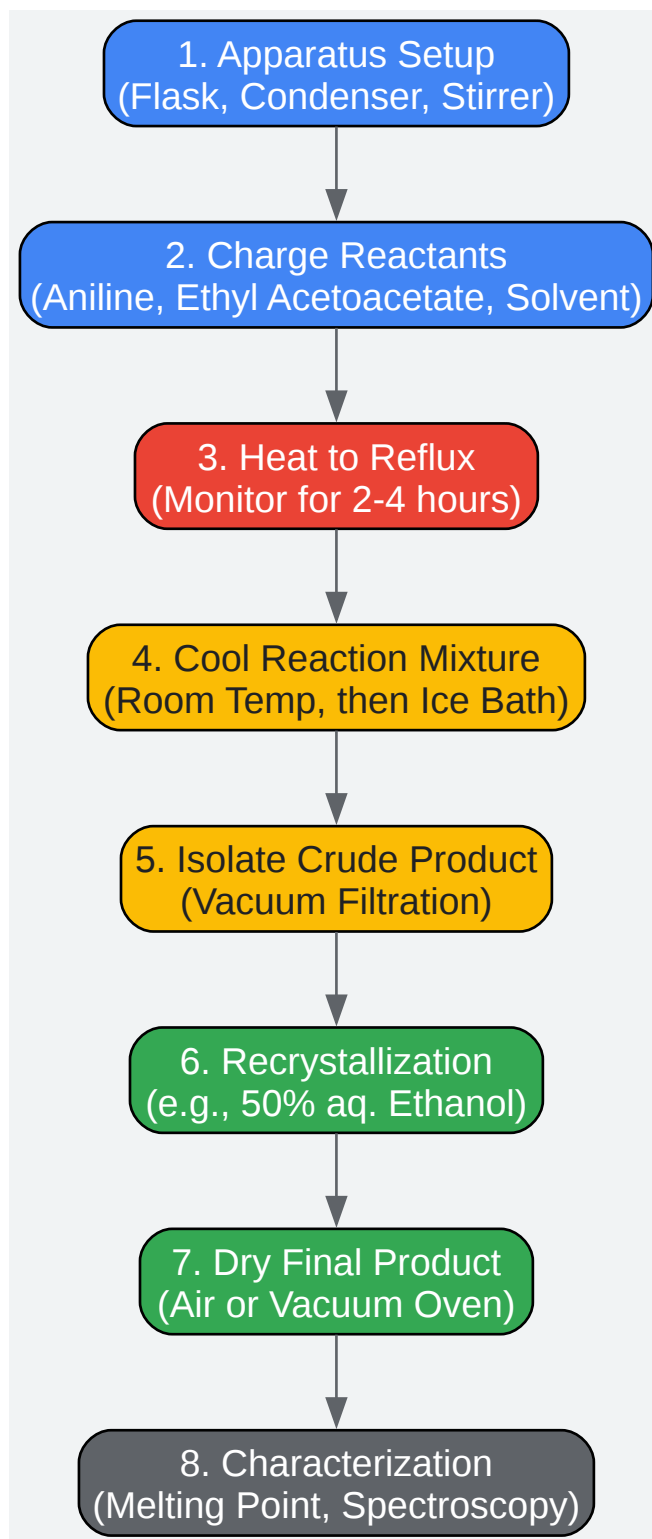 1. Apparatus Setup
(Flask, Condenser, Stirrer)
2. Charge Reactants
(Aniline, Ethyl Acetoacetate, Solvent)
3. Heat to Reflux
(Monitor for 2-4 hours)
4. Cool Reaction Mixture
(Room Temp, then Ice Bath)
5. Isolate Crude Product
(Vacuum Filtration)
6. Recrystallization
(e.g., 50% aq. Ethanol)
7. Dry Final Product
(Air or Vacuum Oven)
8. Characterization
(Melting Point, Spectroscopy)